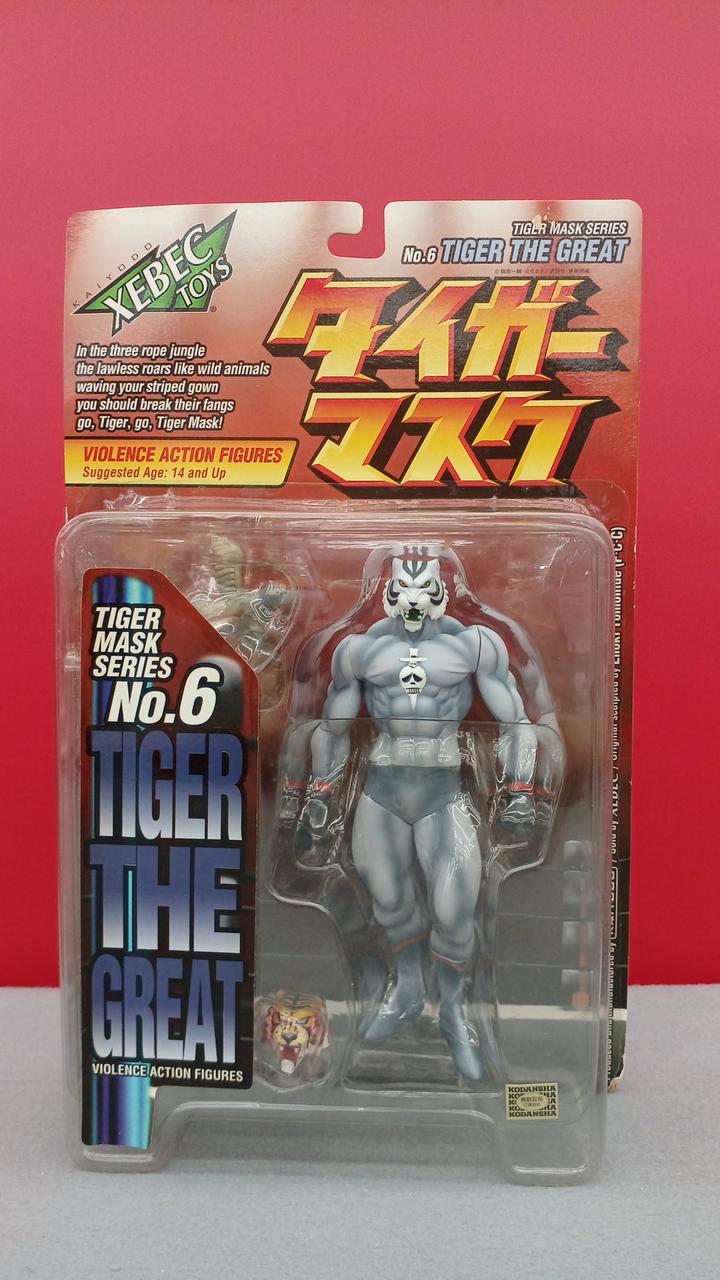 KAIYODO
XEBEC
TOYS
TIGER MASK SERIES
No.6 TIGER THE GREAT
タイガー
マスク
In the three rope jungle
the lawless roars like wild animals
waving your striped gown
you should break their fangs
go, Tiger, go, Tiger Mask!
VIOLENCE ACTION FIGURES
Suggested Age: 14 and Up
TIGER
MASK
SERIES
No.6
TIGER
THE
GREAT
VIOLENCE ACTION FIGURES
KODANSHA
KODANSHA